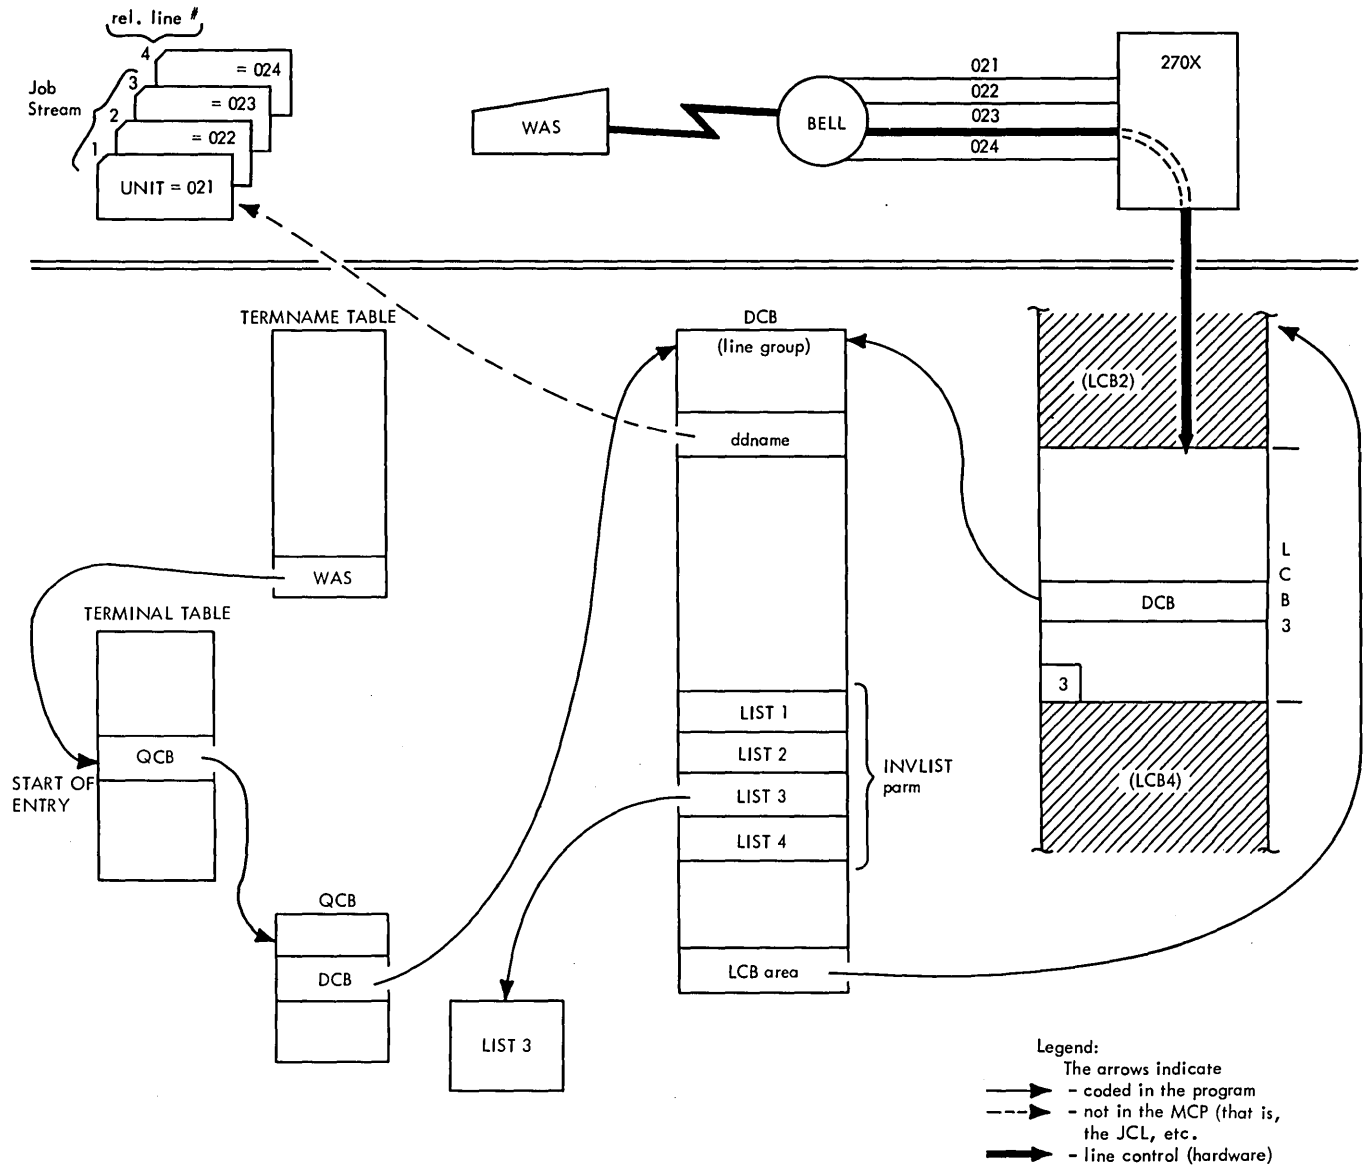 rel. line #
4
= 024
3
= 023
2
= 022
1
UNIT = 021
Job
Stream
WAS
BELL
021
022
023
024
270X
TERMNAME TABLE
WAS
TERMINAL TABLE
QCB
START OF
ENTRY
QCB
DCB
LIST 3
DCB
(line group)
ddname
LIST 1
LIST 2
LIST 3
LIST 4
INVLIST
parm
LCB area
(LCB2)
DCB
3
L
C
B
3
(LCB4)
Legend:
The arrows indicate
- coded in the program
- not in the MCP (that is,
the JCL, etc.
- line control (hardware)